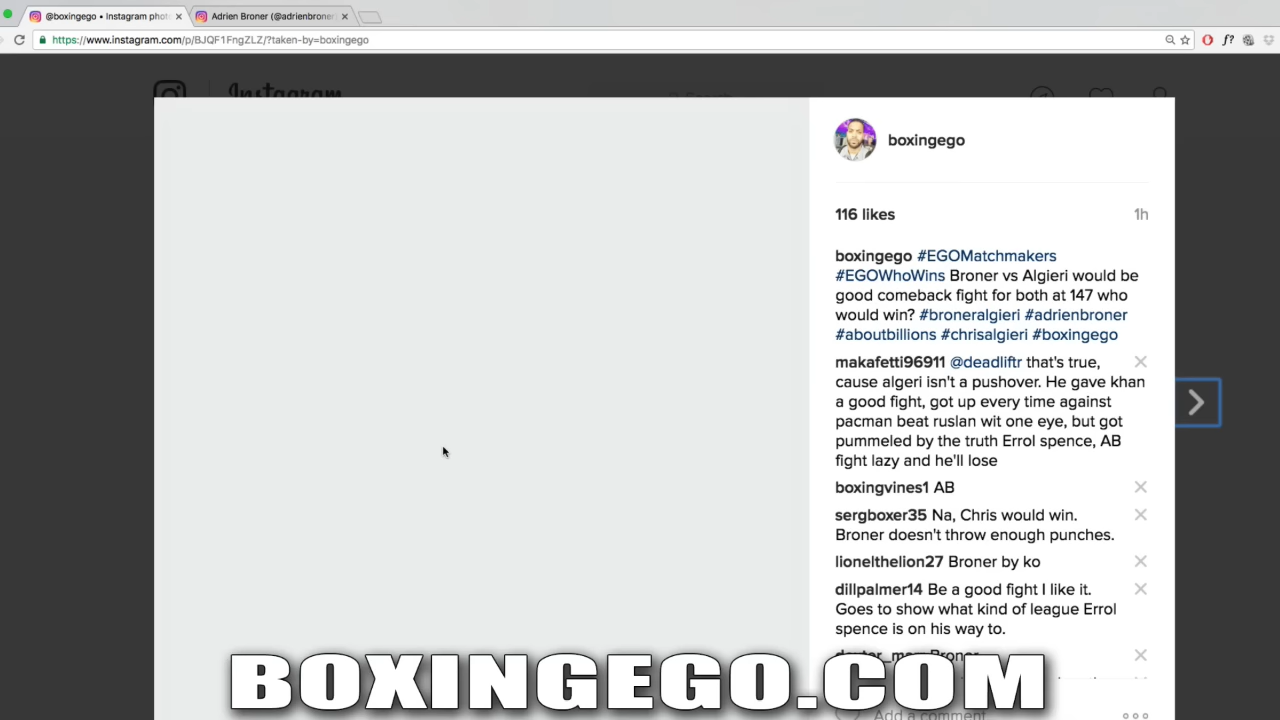 @boxingego • Instagram phot
Adrien Broner (@adrienbroner)
https://www.instagram.com/p/BJQF1FngZLZ/?taken-by=boxingego
f?
Instagram
Search
boxingego
116 likes
1h
boxingego #EGOMatchmakers
#EGOWhoWins Broner vs Algieri would be
good comeback fight for both at 147 who
would win? #broneralgieri #adrienbroner
#aboutbillions #chrisalgieri #boxingego
makafetti96911 @deadliftr that's true,
cause algeri isn't a pushover. He gave khan
a good fight, got up every time against
pacman beat ruslan wit one eye, but got
pummeled by the truth Errol spence, AB
fight lazy and he'll lose
boxingvines1 AB
sergboxer35 Na, Chris would win.
Broner doesn't throw enough punches.
lionelthelion27 Broner by ko
dillpalmer14 Be a good fight I like it.
Goes to show what kind of league Errol
spence is on his way to.
Broner
BOXINGEGO.COM
Add a comment